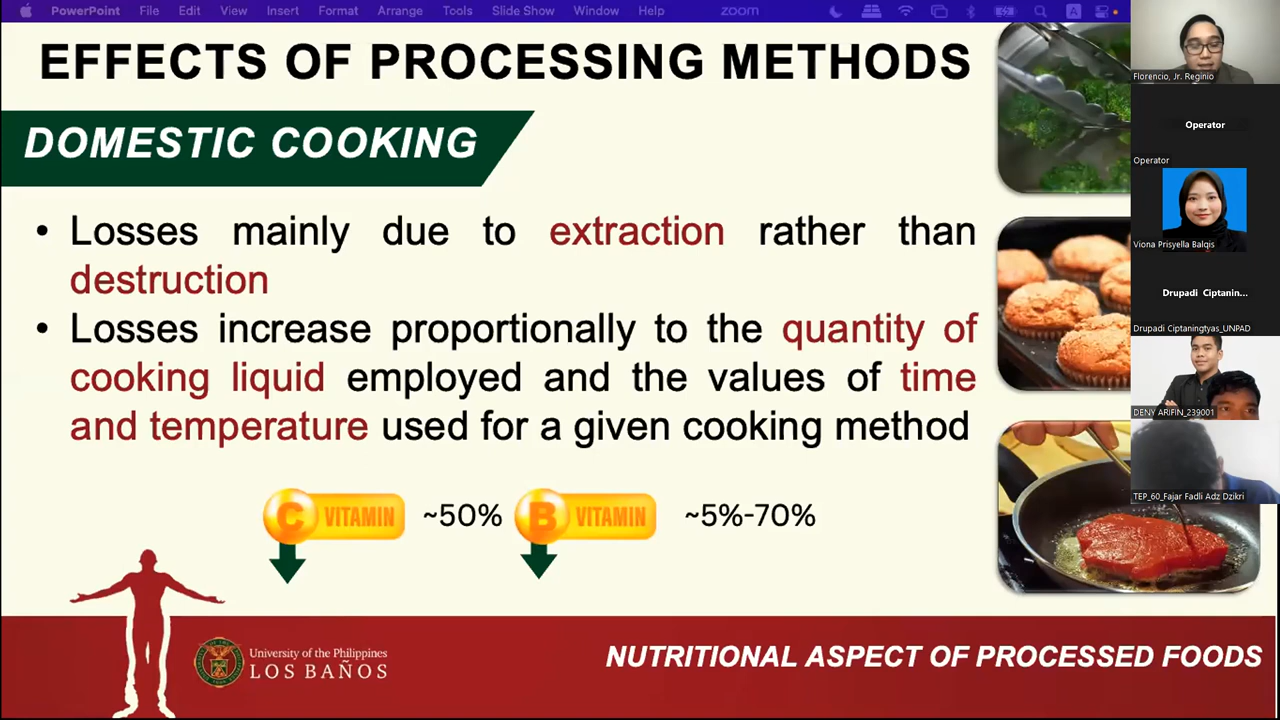 PowerPoint File Edit View Insert Format Arrange Tools Slide Show Window Help zoom A
EFFECTS OF PROCESSING METHODS
DOMESTIC COOKING
• Losses mainly due to extraction rather than
destruction
• Losses increase proportionally to the quantity of
cooking liquid employed and the values of time
and temperature used for a given cooking method
C VITAMIN ~50% B VITAMIN ~5%-70%
University of the Philippines
LOS BAÑOS
NUTRITIONAL ASPECT OF PROCESSED FOODS
Florencio, Jr. Reginio
Operator
Operator
Viona Prisyella Balqis
Drupadi Ciptanin...
Drupadi Ciptaningtyas_UNPAD
DENY ARIFIN_239001
TEP_60_Fajar Fadli Adz Dzikri